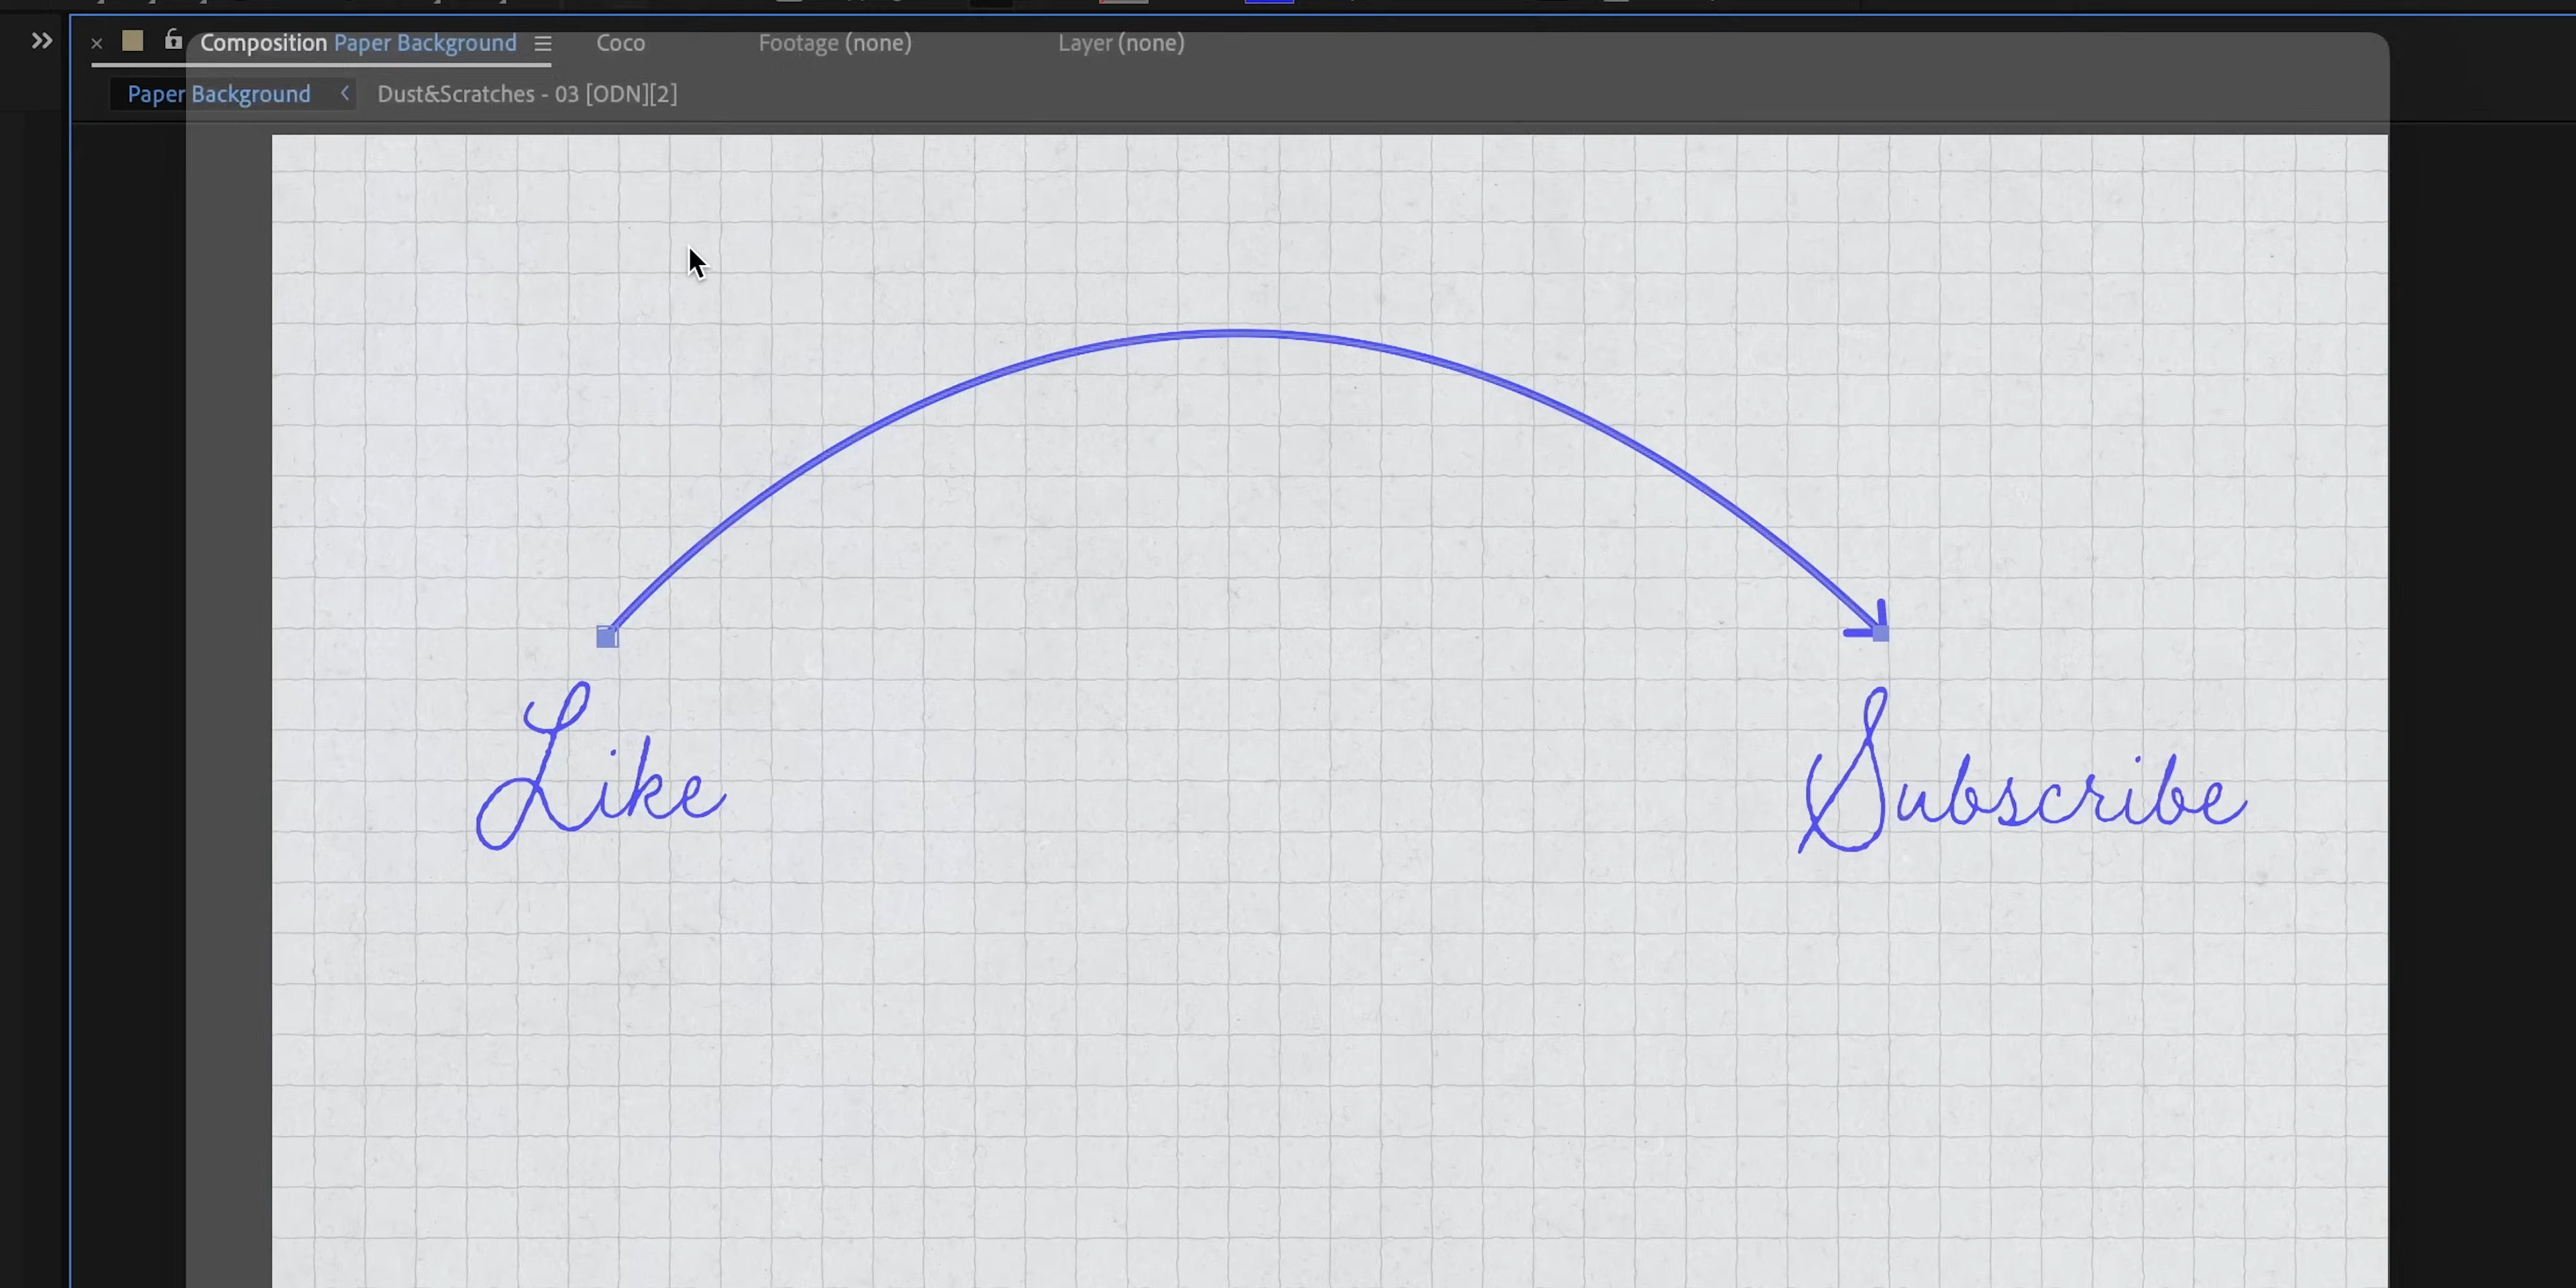 Composition Paper Background Coco Footage (none) Layer (none)
Paper Background Dust&Scratches - 03 [ODN][2]
Like Subscribe